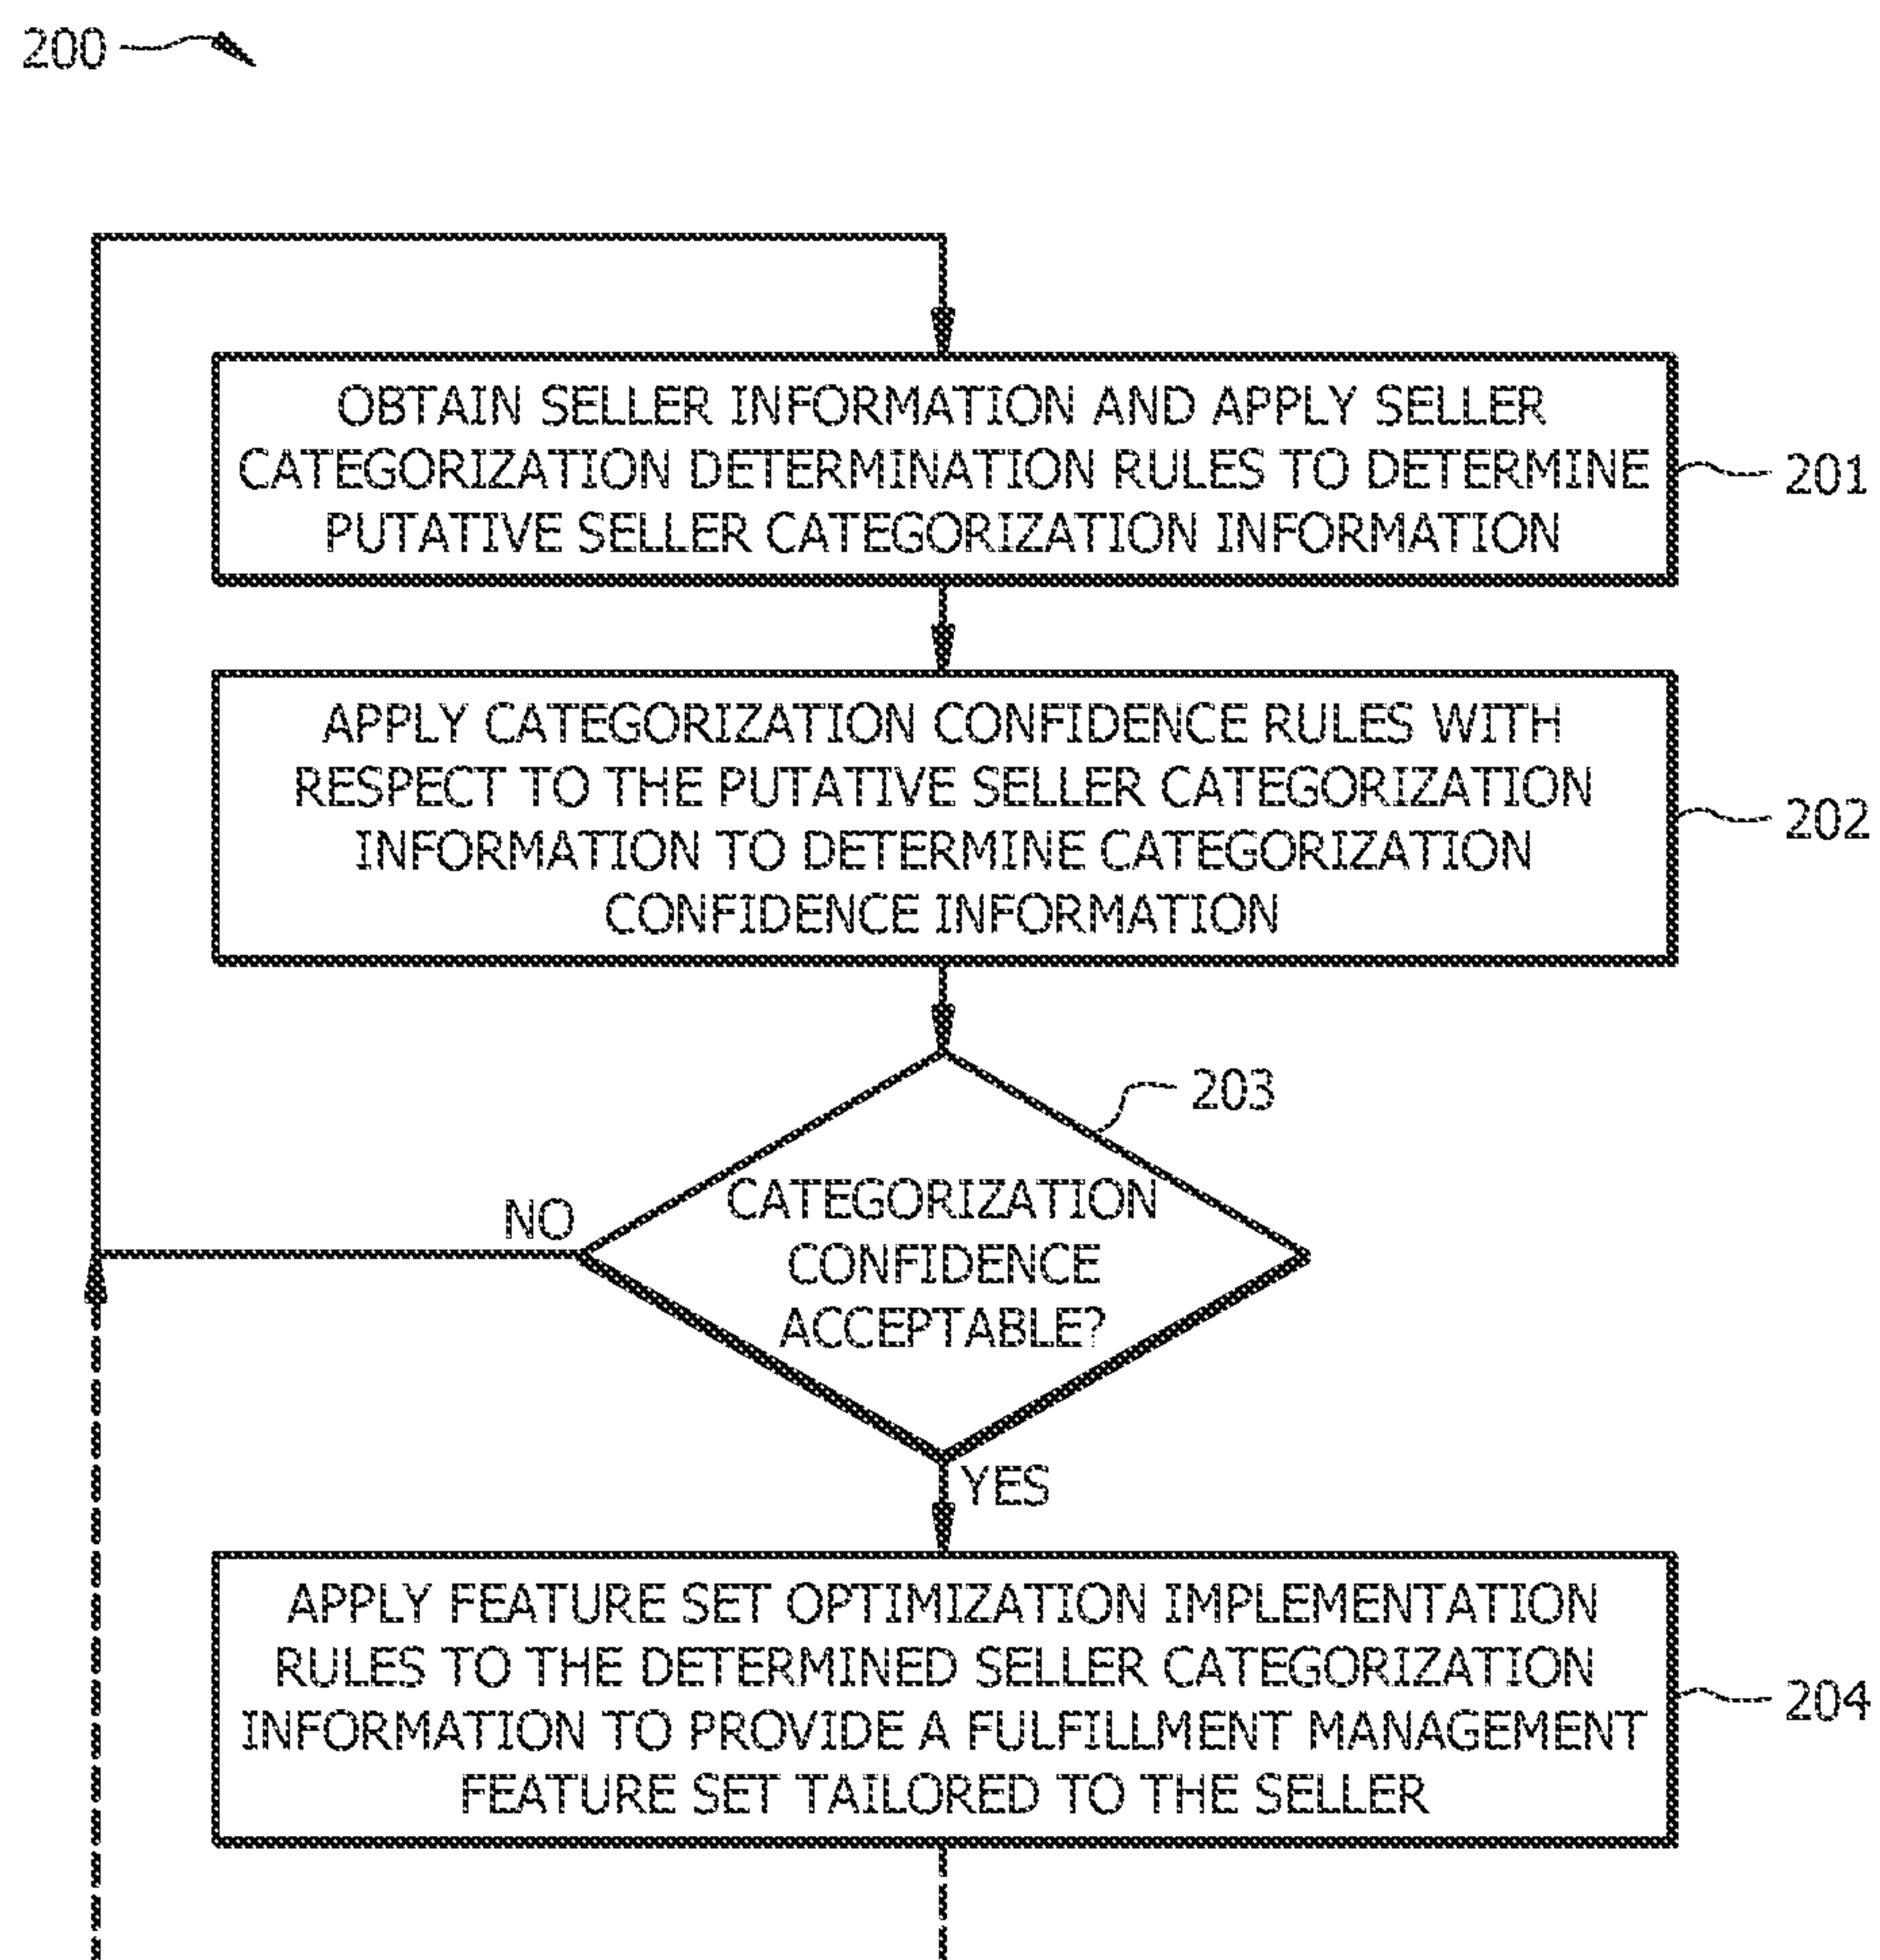 200
OBTAIN SELLER INFORMATION AND APPLY SELLER
CATEGORIZATION DETERMINATION RULES TO DETERMINE
PUTATIVE SELLER CATEGORIZATION INFORMATION
201
APPLY CATEGORIZATION CONFIDENCE RULES WITH
RESPECT TO THE PUTATIVE SELLER CATEGORIZATION
INFORMATION TO DETERMINE CATEGORIZATION
CONFIDENCE INFORMATION
202
203
CATEGORIZATION
CONFIDENCE
ACCEPTABLE?
NO
YES
APPLY FEATURE SET OPTIMIZATION IMPLEMENTATION
RULES TO THE DETERMINED SELLER CATEGORIZATION
INFORMATION TO PROVIDE A FULFILLMENT MANAGEMENT
FEATURE SET TAILORED TO THE SELLER
204